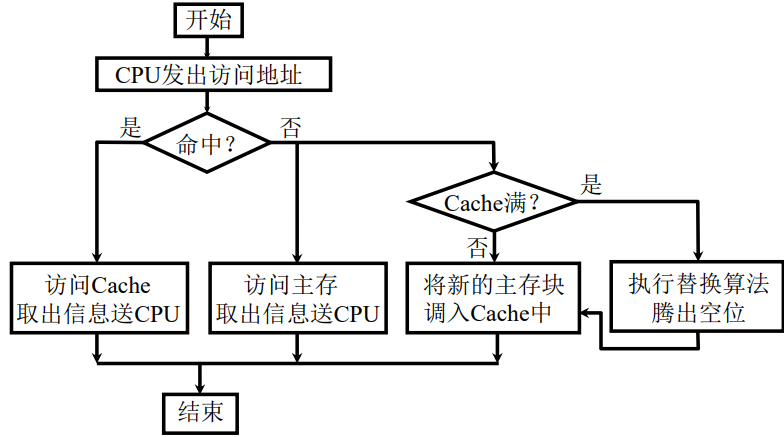 开始
CPU发出访问地址
是
命中？
否
Cache满？
是
否
访问Cache
取出信息送CPU
访问主存
取出信息送CPU
将新的主存块
调入Cache中
执行替换算法
腾出空位
结束